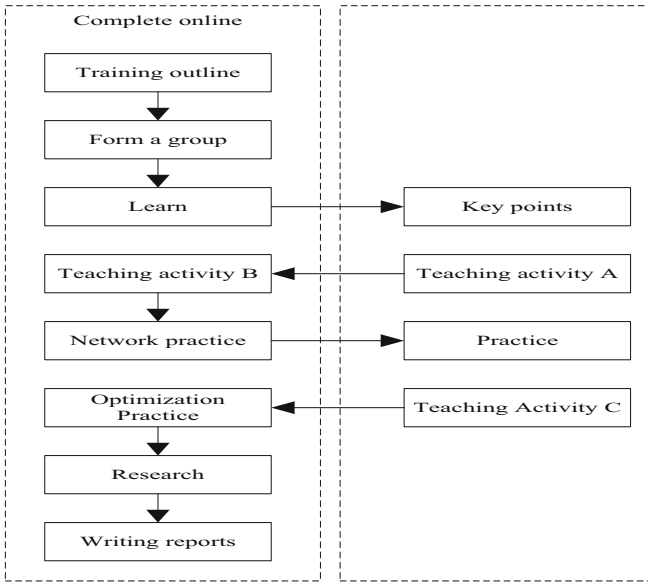 Complete online
Training outline
Form a group
Learn
Key points
Teaching activity B
Teaching activity A
Network practice
Practice
Optimization
Practice
Teaching Activity C
Research
Writing reports